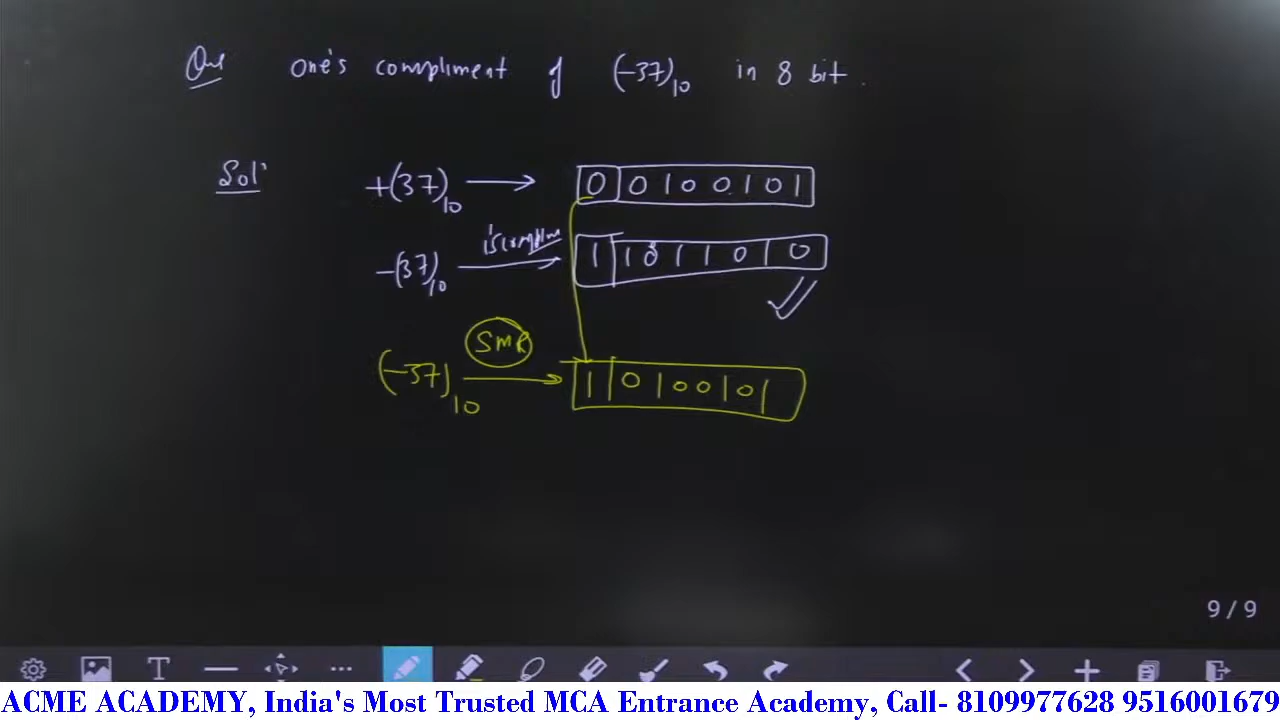 Que One's compliment of (-37)10 in 8 bit.
Sol' +(37)10 → 0 0 1 0 0 1 0 1
-(37)10 1's complime → 1 1 0 1 1 0 1 0
(-37)10 SMR → 1 0 1 0 0 1 0 1
9 / 9
T
ACME ACADEMY, India's Most Trusted MCA Entrance Academy, Call- 8109977628 9516001679